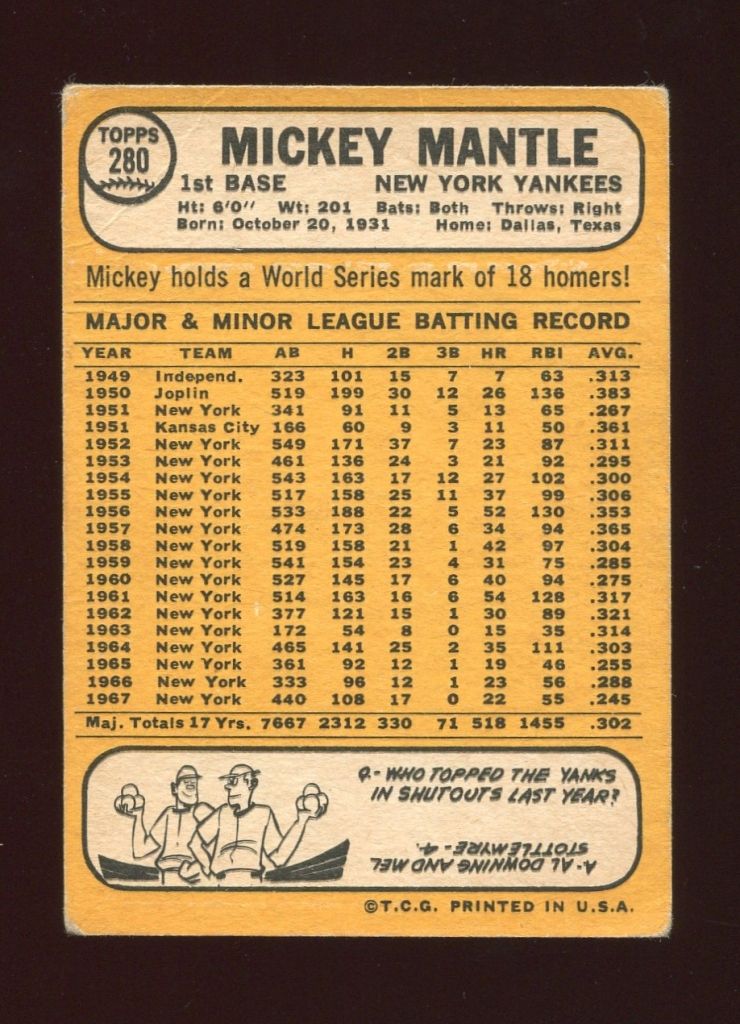 TOPPS
280
MICKEY MANTLE
1st BASE NEW YORK YANKEES
Ht: 6'0" Wt: 201 Bats: Both Throws: Right
Born: October 20, 1931 Home: Dallas, Texas
Mickey holds a World Series mark of 18 homers!
MAJOR & MINOR LEAGUE BATTING RECORD
YEAR TEAM AB H 2B 3B HR RBI AVG.
1949 Independ. 323 101 15 7 7 63 .313
1950 Joplin 519 199 30 12 26 136 .383
1951 New York 341 91 11 5 13 65 .267
1951 Kansas City 166 60 9 3 11 50 .361
1952 New York 549 171 37 7 23 87 .311
1953 New York 461 136 24 3 21 92 .295
1954 New York 543 163 17 12 27 102 .300
1955 New York 517 158 25 11 37 99 .306
1956 New York 533 188 22 5 52 130 .353
1957 New York 474 173 28 6 34 94 .365
1958 New York 519 158 21 1 42 97 .304
1959 New York 541 154 23 4 31 75 .285
1960 New York 527 145 17 6 40 94 .275
1961 New York 514 163 16 6 54 128 .317
1962 New York 377 121 15 1 30 89 .321
1963 New York 172 54 8 0 15 35 .314
1964 New York 465 141 25 2 35 111 .303
1965 New York 361 92 12 1 19 46 .255
1966 New York 333 96 12 1 23 56 .288
1967 New York 440 108 17 0 22 55 .245
Maj. Totals 17 Yrs. 7667 2312 330 71 518 1455 .302
Q.- WHO TOPPED THE YANKS
IN SHUTOUTS LAST YEAR?
A- AL DOWNING AND MEL
STOTTLEMYRE - 4.
©T.C.G. PRINTED IN U.S.A.